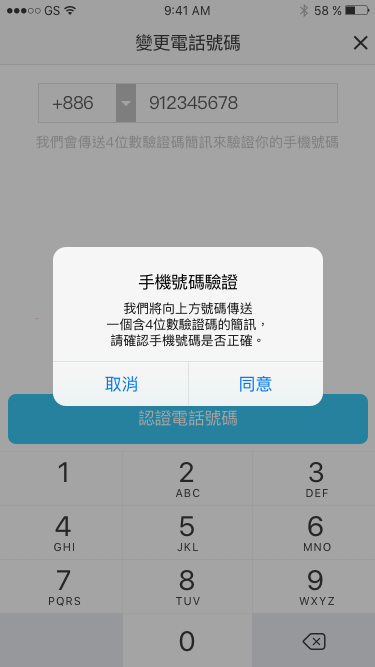 GS 9:41 AM 58 %
變更電話號碼
+886 912345678
我們會傳送4位數驗證碼簡訊來驗證你的手機號碼
手機號碼驗證
我們將向上方號碼傳送
一個含4位數驗證碼的簡訊，
請確認手機號碼是否正確。
取消 同意
認證電話號碼
1 2 3
ABC DEF
4 5 6
GHI JKL MNO
7 8 9
PQRS TUV WXYZ
0